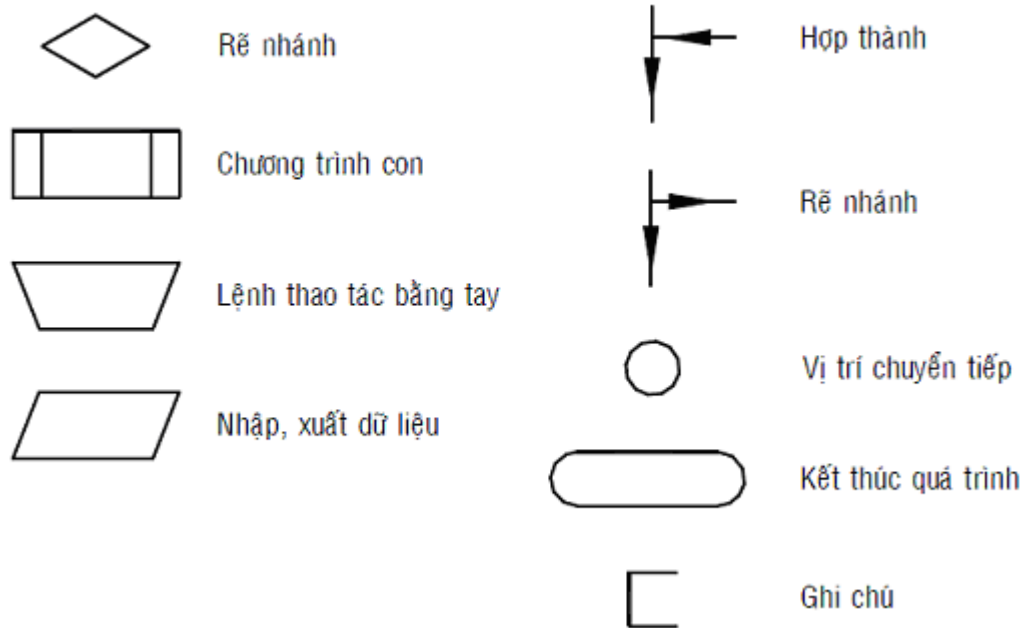 Rẽ nhánh
Chương trình con
Lệnh thao tác bằng tay
Nhập, xuất dữ liệu
Hợp thành
Rẽ nhánh
Vị trí chuyển tiếp
Kết thúc quá trình
Ghi chú